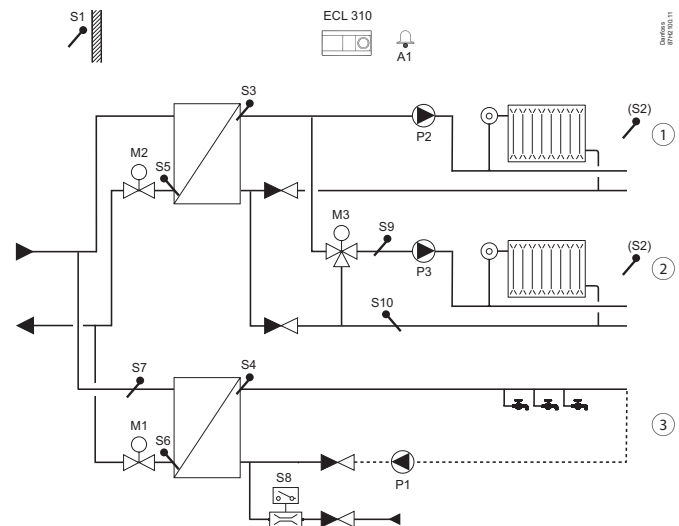 S1
ECL 310
A1
Danfoss
87H2100.11
S3
P2
(S2)
1
M2
S5
M3
S9
P3
(S2)
2
S10
S7
S4
M1
S6
3
S8
P1